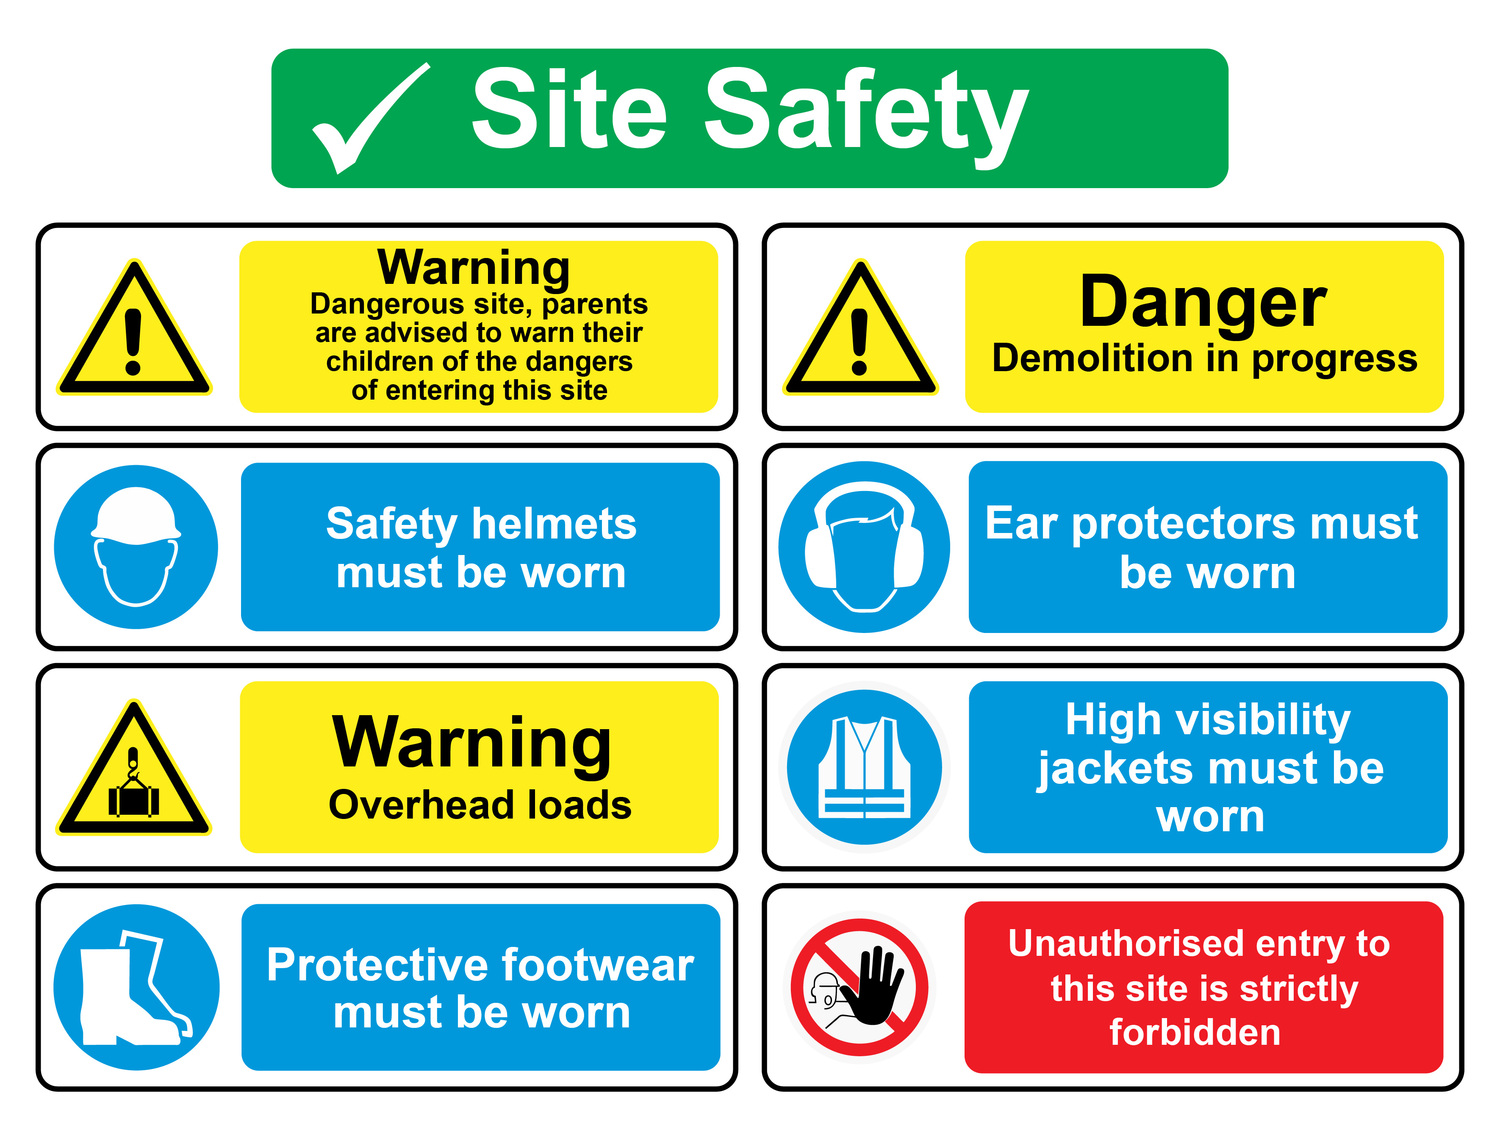 Site Safety
Warning
Dangerous site, parents
are advised to warn their
children of the dangers
of entering this site
Danger
Demolition in progress
Safety helmets
must be worn
Ear protectors must
be worn
Warning
Overhead loads
High visibility
jackets must be
worn
Protective footwear
must be worn
Unauthorised entry to
this site is strictly
forbidden